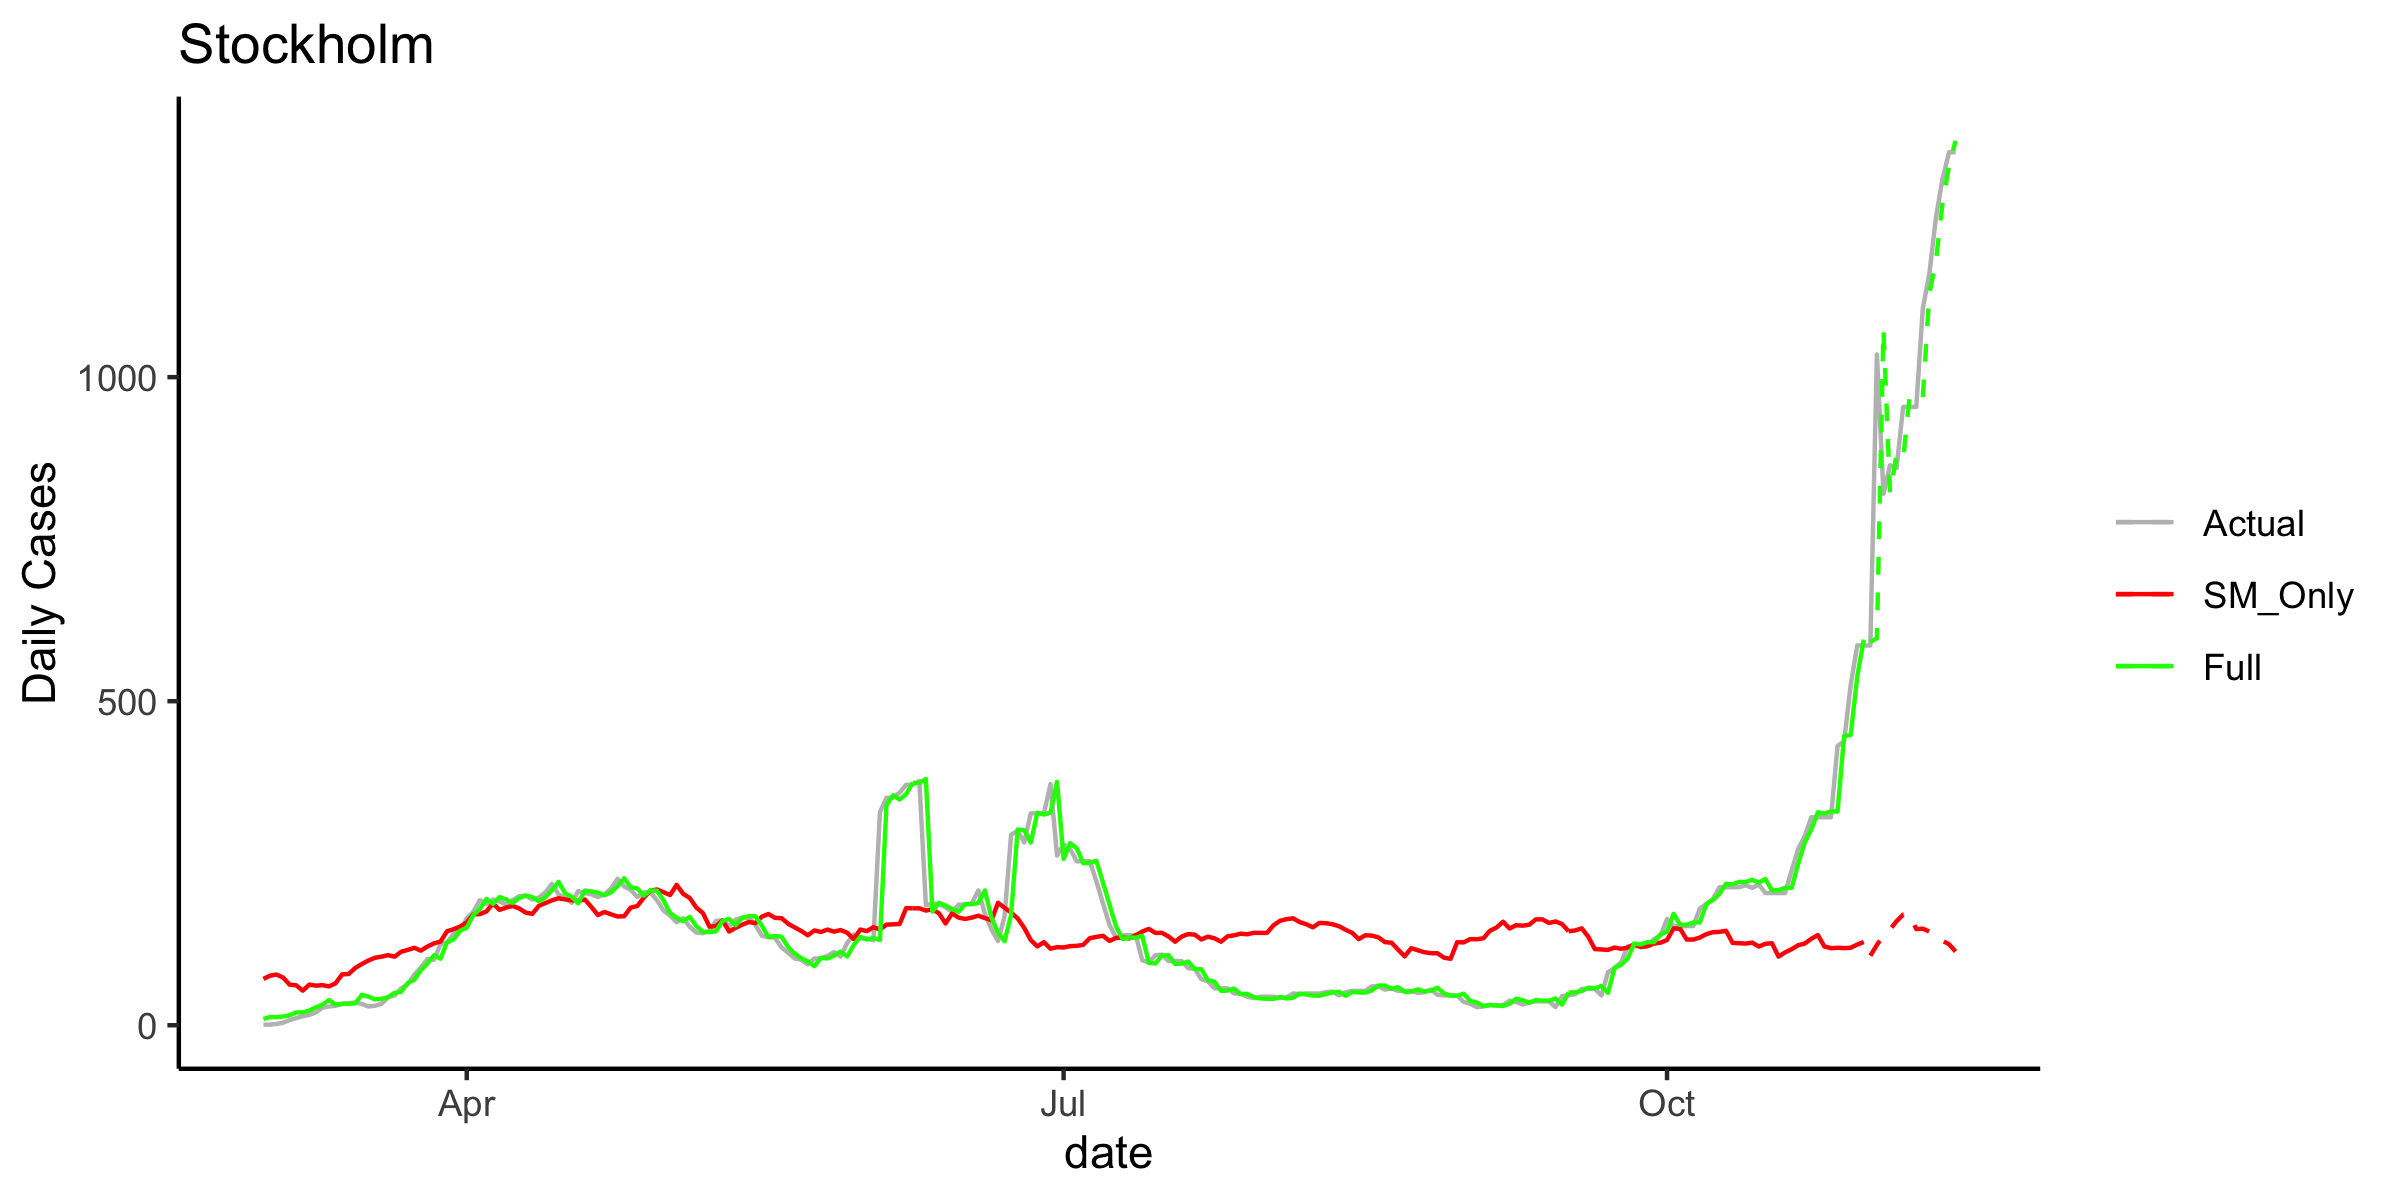 Stockholm
Daily Cases
1000
500
0
Apr
Jul
Oct
date
Actual
SM_Only
Full